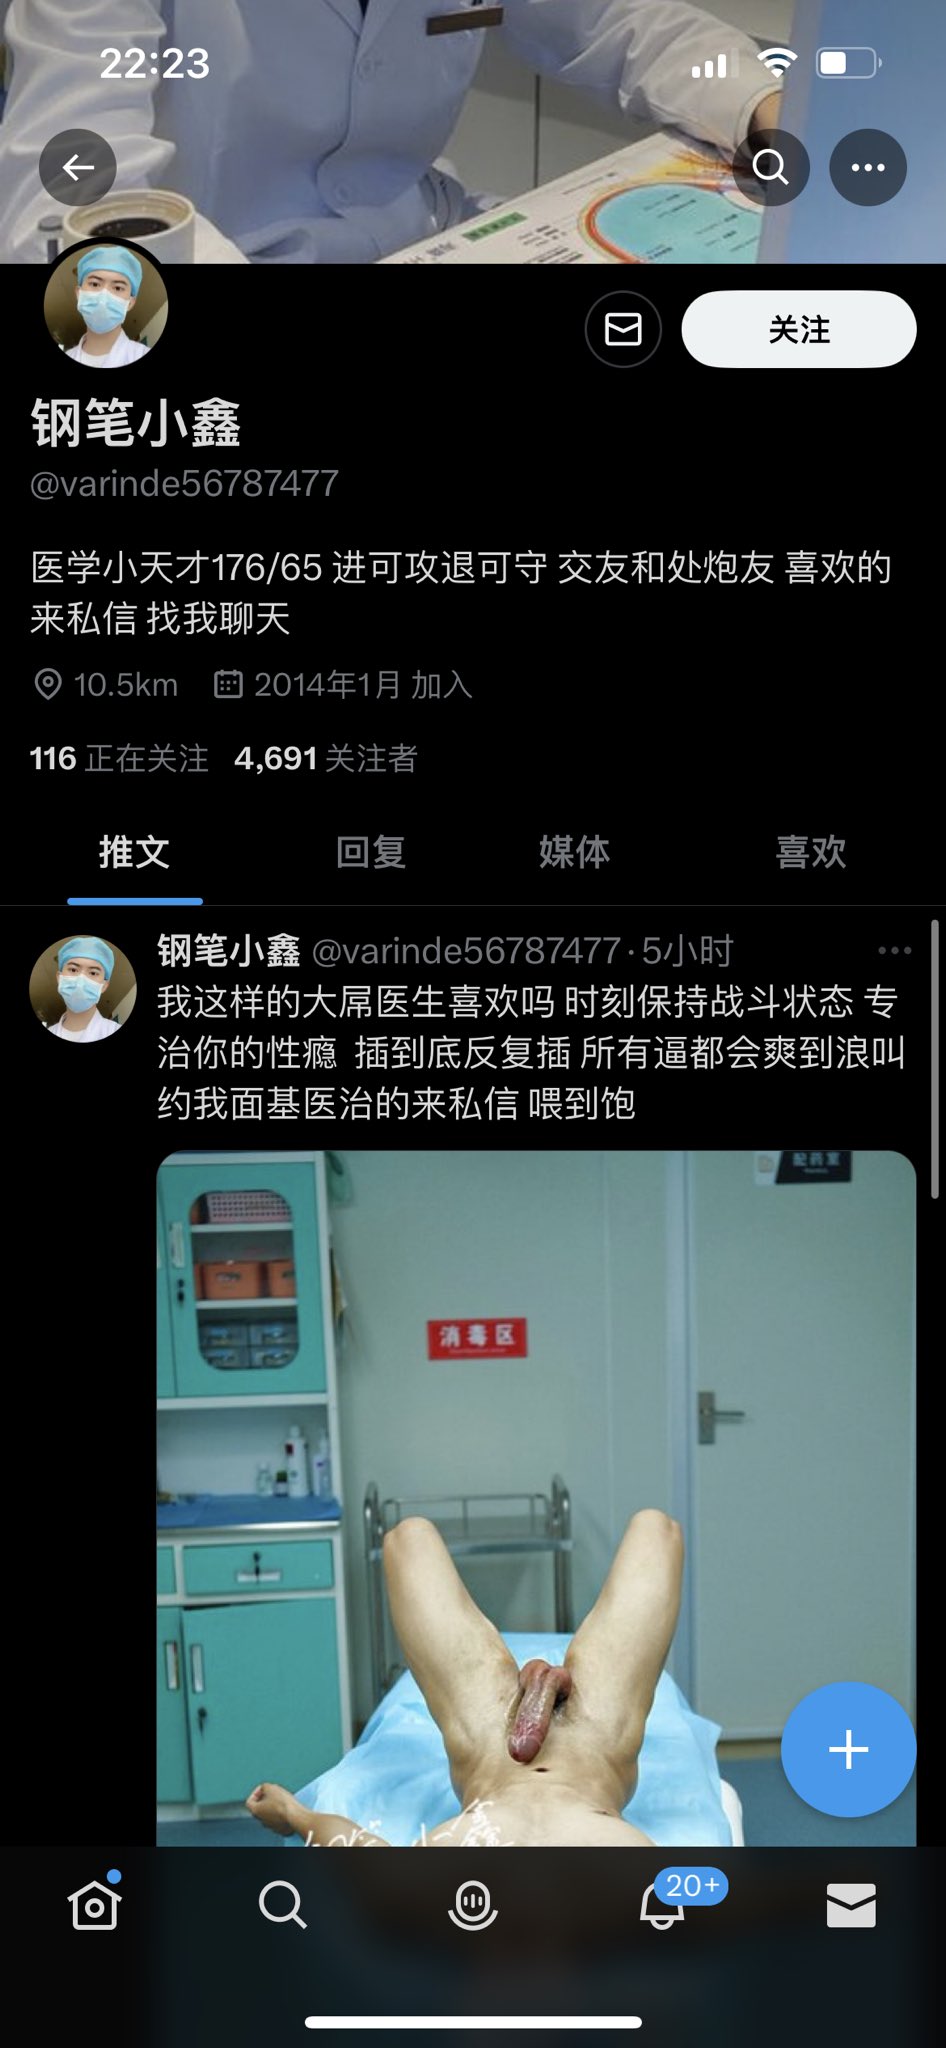 22:23
关注
钢笔小鑫
@varinde56787477
医学小天才176/65 进可攻退可守 交友和处炮友 喜欢的
来私信 找我聊天
10.5km 2014年1月 加入
116 正在关注 4,691 关注者
推文 回复 媒体 喜欢
钢笔小鑫 @varinde56787477·5小时
我这样的大屌医生喜欢吗 时刻保持战斗状态 专
治你的性瘾 插到底反复插 所有逼都会爽到浪叫
约我面基医治的来私信 喂到饱
配药室
消毒区
20+